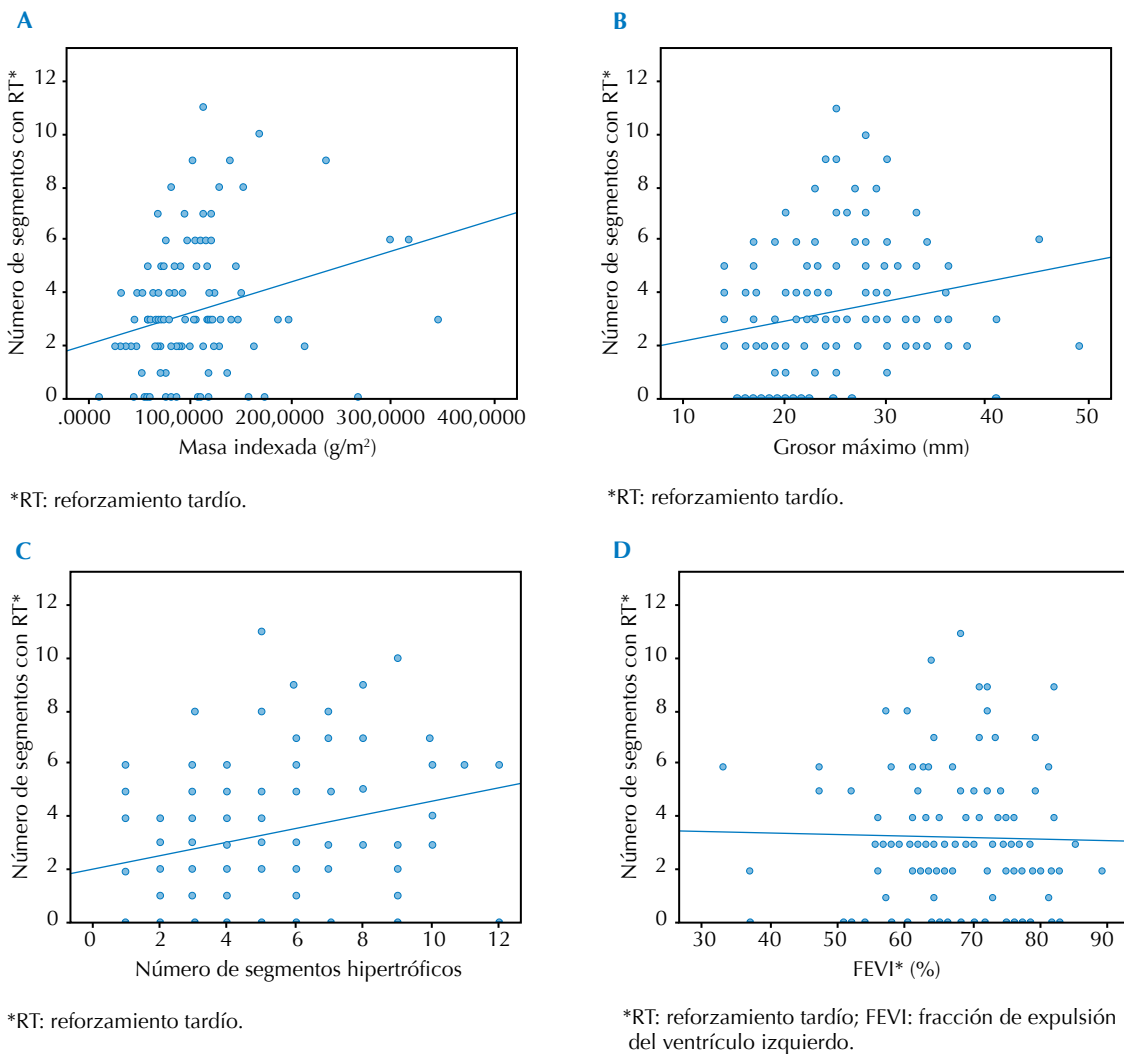 A
Número de segmentos con RT*
12
10
8
6
4
2
0
.0000 100,0000 200,0000 300,0000 400,0000
Masa indexada (g/m²)
*RT: reforzamiento tardío.
B
Número de segmentos con RT*
12
10
8
6
4
2
0
10 20 30 40 50
Grosor máximo (mm)
*RT: reforzamiento tardío.
C
Número de segmentos con RT*
12
10
8
6
4
2
0
0 2 4 6 8 10 12
Número de segmentos hipertróficos
*RT: reforzamiento tardío.
D
Número de segmentos con RT*
12
10
8
6
4
2
0
30 40 50 60 70 80 90
FEVI* (%)
*RT: reforzamiento tardío; FEVI: fracción de expulsión
del ventrículo izquierdo.